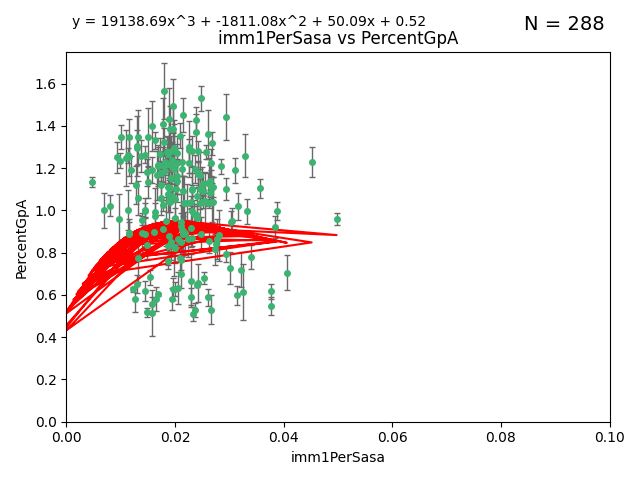 y = 19138.69x^3 + -1811.08x^2 + 50.09x + 0.52
N = 288
imm1PerSasa vs PercentGpA
PercentGpA
1.6
1.4
1.2
1.0
0.8
0.6
0.4
0.2
0.0
0.00 0.02 0.04 0.06 0.08 0.10
imm1PerSasa